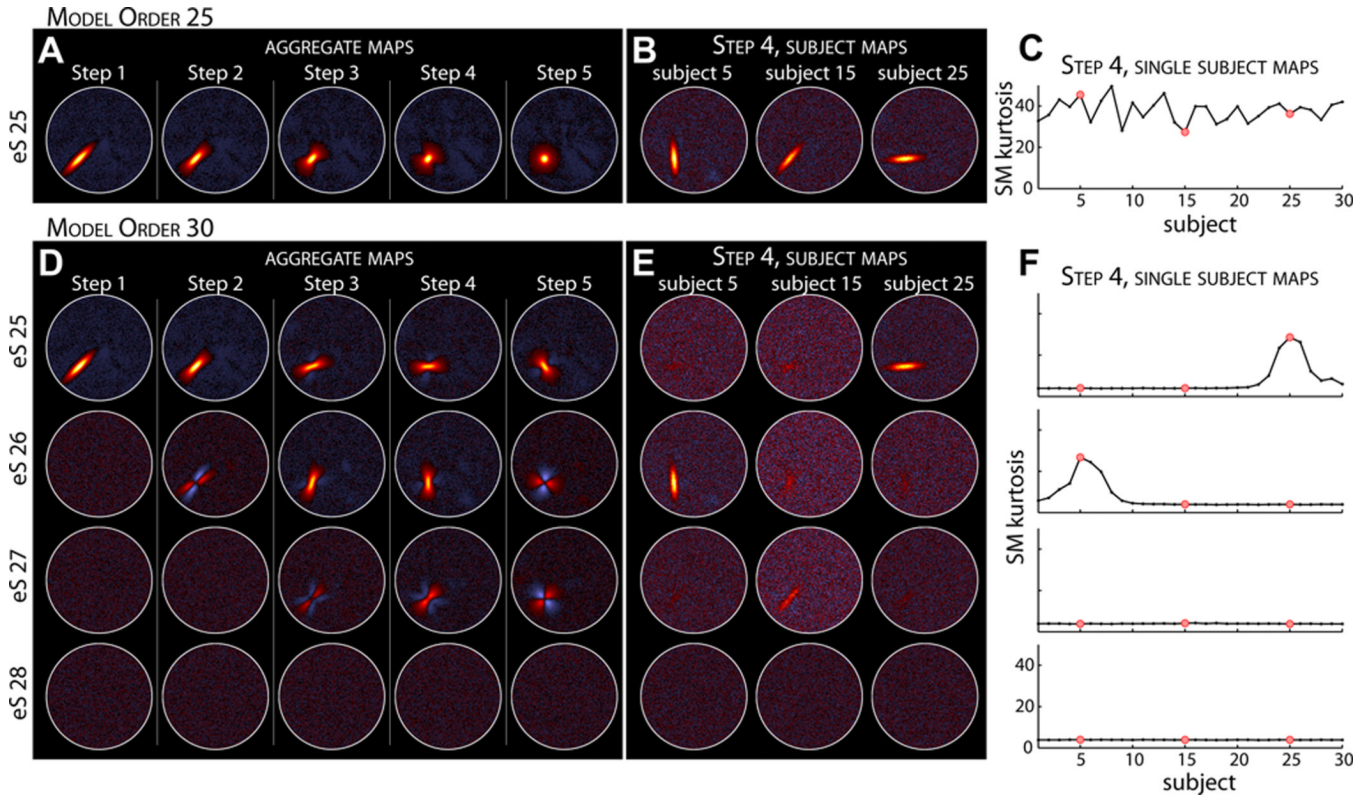 MODEL ORDER 25
A
AGGREGATE MAPS
Step 1 Step 2 Step 3 Step 4 Step 5
eS 25
B
STEP 4, SUBJECT MAPS
subject 5 subject 15 subject 25
C
STEP 4, SINGLE SUBJECT MAPS
SM kurtosis
40
20
0
5 10 15 20 25 30
subject
MODEL ORDER 30
D
AGGREGATE MAPS
Step 1 Step 2 Step 3 Step 4 Step 5
eS 25
eS 26
eS 27
eS 28
E
STEP 4, SUBJECT MAPS
subject 5 subject 15 subject 25
F
STEP 4, SINGLE SUBJECT MAPS
SM kurtosis
40
20
0
5 10 15 20 25 30
subject